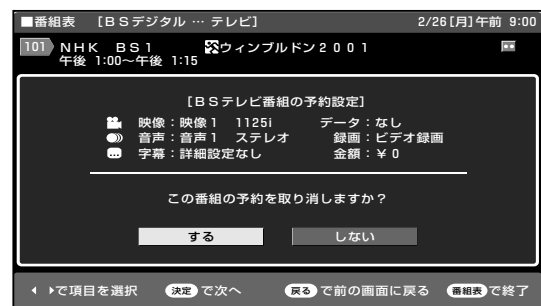 ■番組表 [BSデジタル … テレビ] 2/26[月]午前 9:00
101 NHK BS1 ウィンブルドン2001
午後 1:00～午後 1:15
[BSテレビ番組の予約設定]
映像：映像1 1125i データ：なし
音声：音声1 ステレオ 録画：ビデオ録画
字幕：詳細設定なし 金額：￥0
この番組の予約を取り消しますか？
する しない
で項目を選択 決定 で次へ 戻る で前の画面に戻る 番組表 で終了